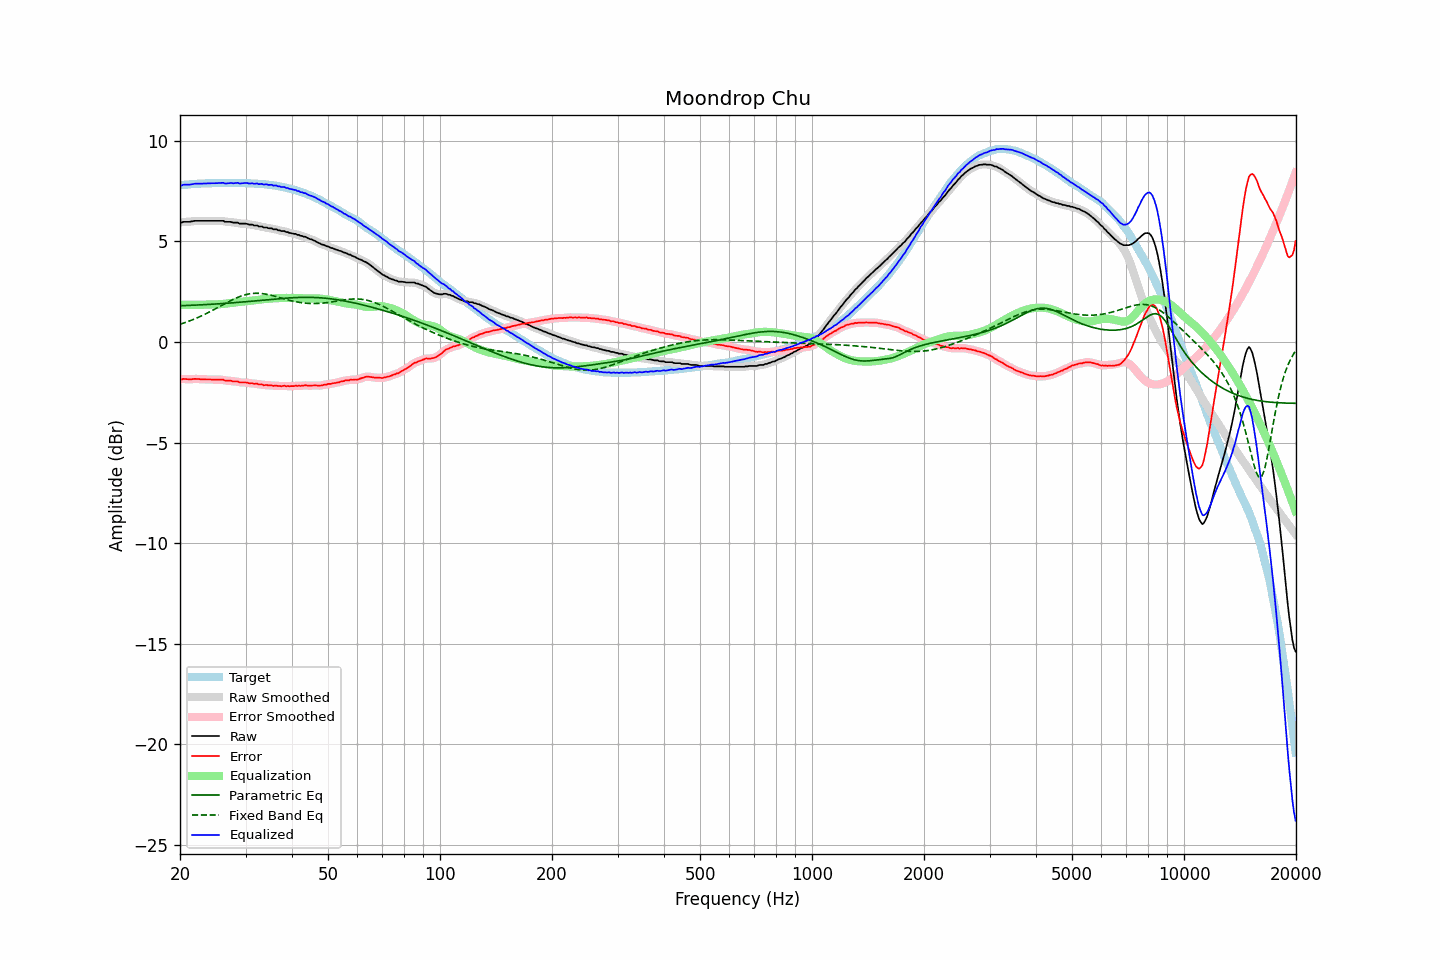 Moondrop Chu
10
5
0
−5
−10
−15
−20
−25
Amplitude (dBr)
Target
Raw Smoothed
Error Smoothed
Raw
Error
Equalization
Parametric Eq
Fixed Band Eq
Equalized
20 50 100 200 500 1000 2000 5000 10000 20000
Frequency (Hz)